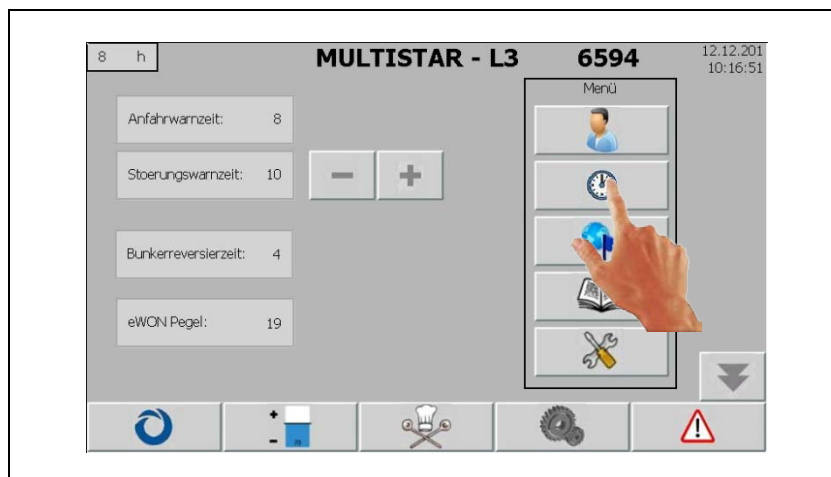 8 h
MULTISTAR - L3
6594
12.12.201
10:16:51
Menü
Anfahrwarnzeit: 8
Stoerungswarnzeit: 10
− +
Bunkerreversierzeit: 4
eWON Pegel: 19
+
−